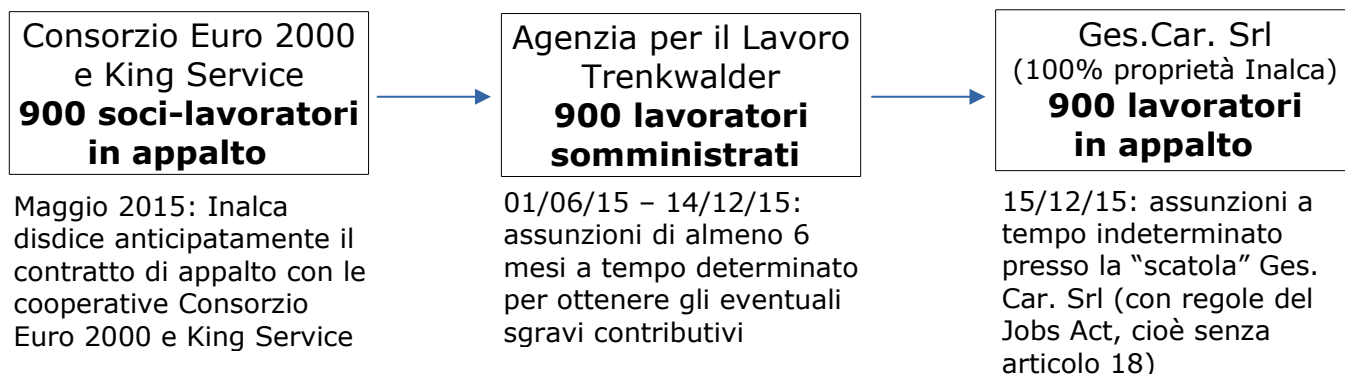 Consorzio Euro 2000
e King Service
900 soci-lavoratori
in appalto
Maggio 2015: Inalca
disdice anticipatamente il
contratto di appalto con le
cooperative Consorzio
Euro 2000 e King Service
Agenzia per il Lavoro
Trenkwalder
900 lavoratori
somministrati
01/06/15 – 14/12/15:
assunzioni di almeno 6
mesi a tempo determinato
per ottenere gli eventuali
sgravi contributivi
Ges.Car. Srl
(100% proprietà Inalca)
900 lavoratori
in appalto
15/12/15: assunzioni a
tempo indeterminato
presso la “scatola” Ges.
Car. Srl (con regole del
Jobs Act, cioè senza
articolo 18)